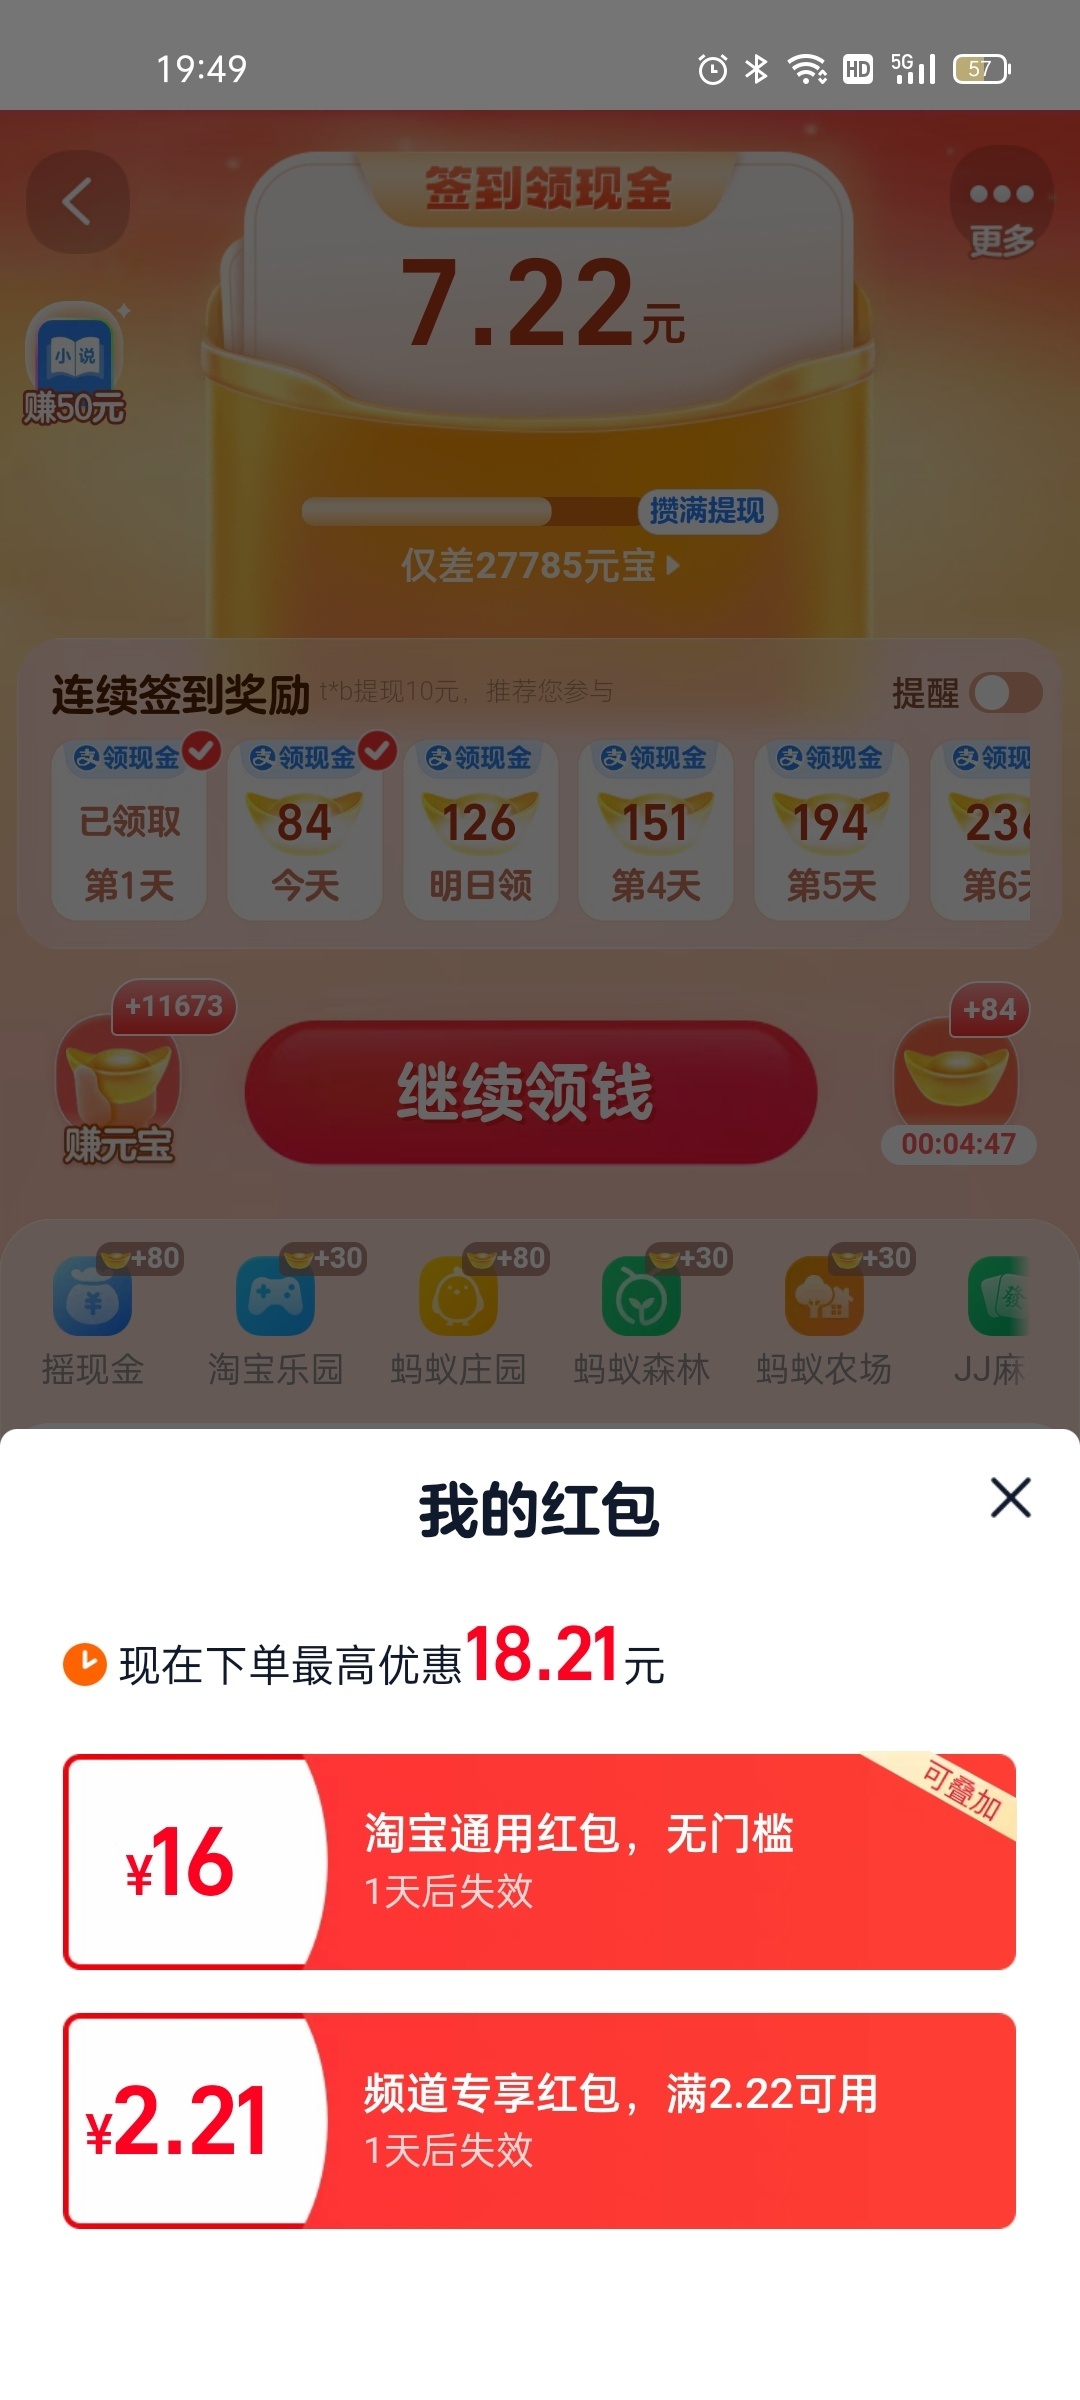 19:49
HD
5G
57
签到领现金
更多
7.22元
小说
赚50元
攒满提现
仅差27785元宝
连续签到奖励
t*b提现10元，推荐您参与
提醒
领现金
领现金
领现金
领现金
领现金
领现
已领取
84
126
151
194
236
第1天
今天
明日领
第4天
第5天
第6天
+11673
+84
继续领钱
赚元宝
00:04:47
+80
+30
+80
+30
+30
發
摇现金
淘宝乐园
蚂蚁庄园
蚂蚁森林
蚂蚁农场
JJ麻
我的红包
现在下单最高优惠18.21元
可叠加
¥16
淘宝通用红包，无门槛
1天后失效
¥2.21
频道专享红包，满2.22可用
1天后失效